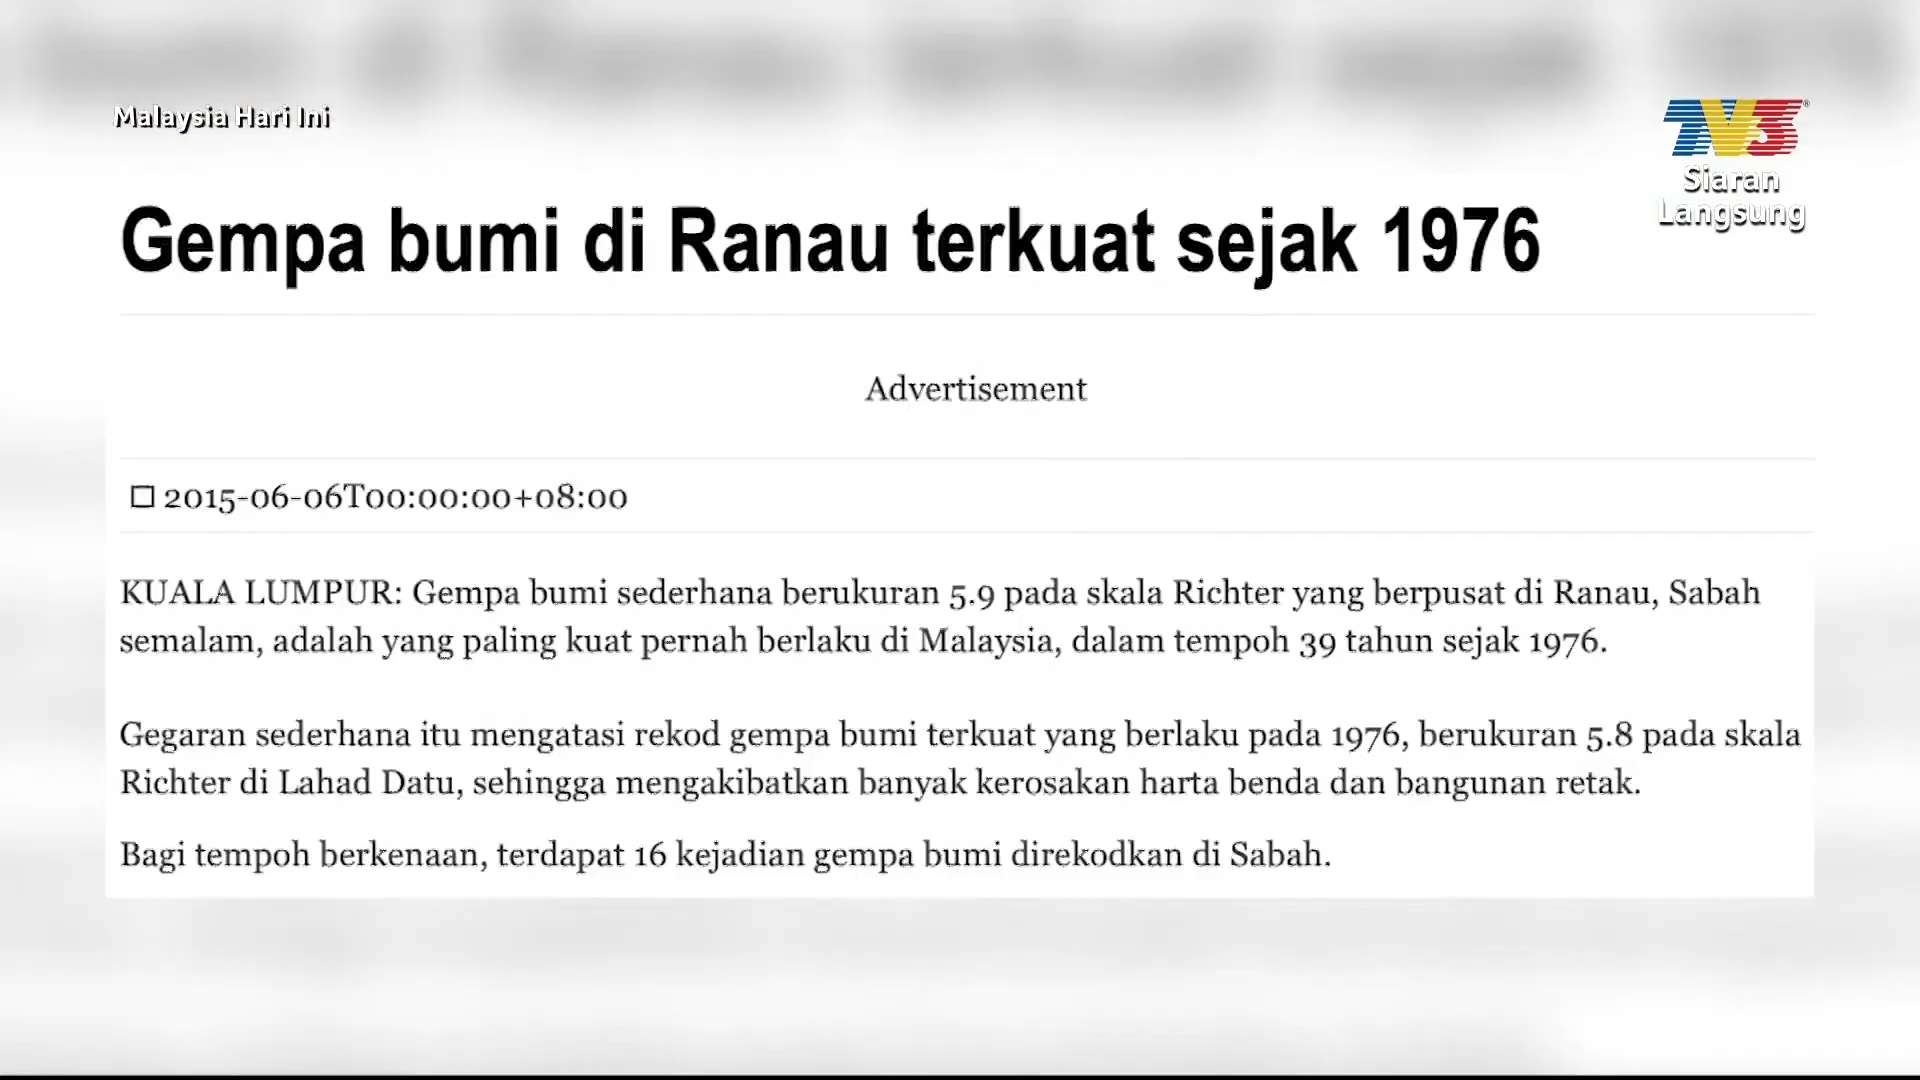 Malaysia Hari Ini
TV3
Siaran
Langsung
Gempa bumi di Ranau terkuat sejak 1976
Advertisement
2015-06-06T00:00:00+08:00
KUALA LUMPUR: Gempa bumi sederhana berukuran 5.9 pada skala Richter yang berpusat di Ranau, Sabah
semalam, adalah yang paling kuat pernah berlaku di Malaysia, dalam tempoh 39 tahun sejak 1976.
Gegaran sederhana itu mengatasi rekod gempa bumi terkuat yang berlaku pada 1976, berukuran 5.8 pada skala
Richter di Lahad Datu, sehingga mengakibatkan banyak kerosakan harta benda dan bangunan retak.
Bagi tempoh berkenaan, terdapat 16 kejadian gempa bumi direkodkan di Sabah.